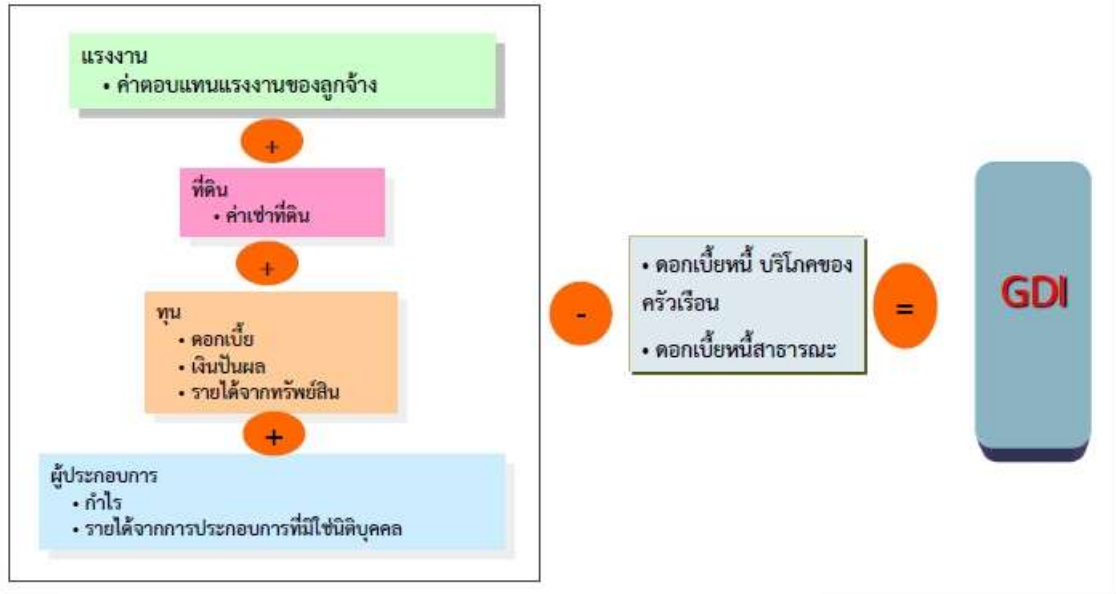 แรงงาน
• ค่าตอบแทนแรงงานของลูกจ้าง
+
ที่ดิน
• ค่าเช่าที่ดิน
+
ทุน
• ดอกเบี้ย
• เงินปันผล
• รายได้จากทรัพย์สิน
+
ผู้ประกอบการ
• กำไร
• รายได้จากการประกอบการที่มิใช่นิติบุคคล
-
• ดอกเบี้ยหนี้ บริโภคของ
ครัวเรือน
• ดอกเบี้ยหนี้สาธารณะ
=
GDI